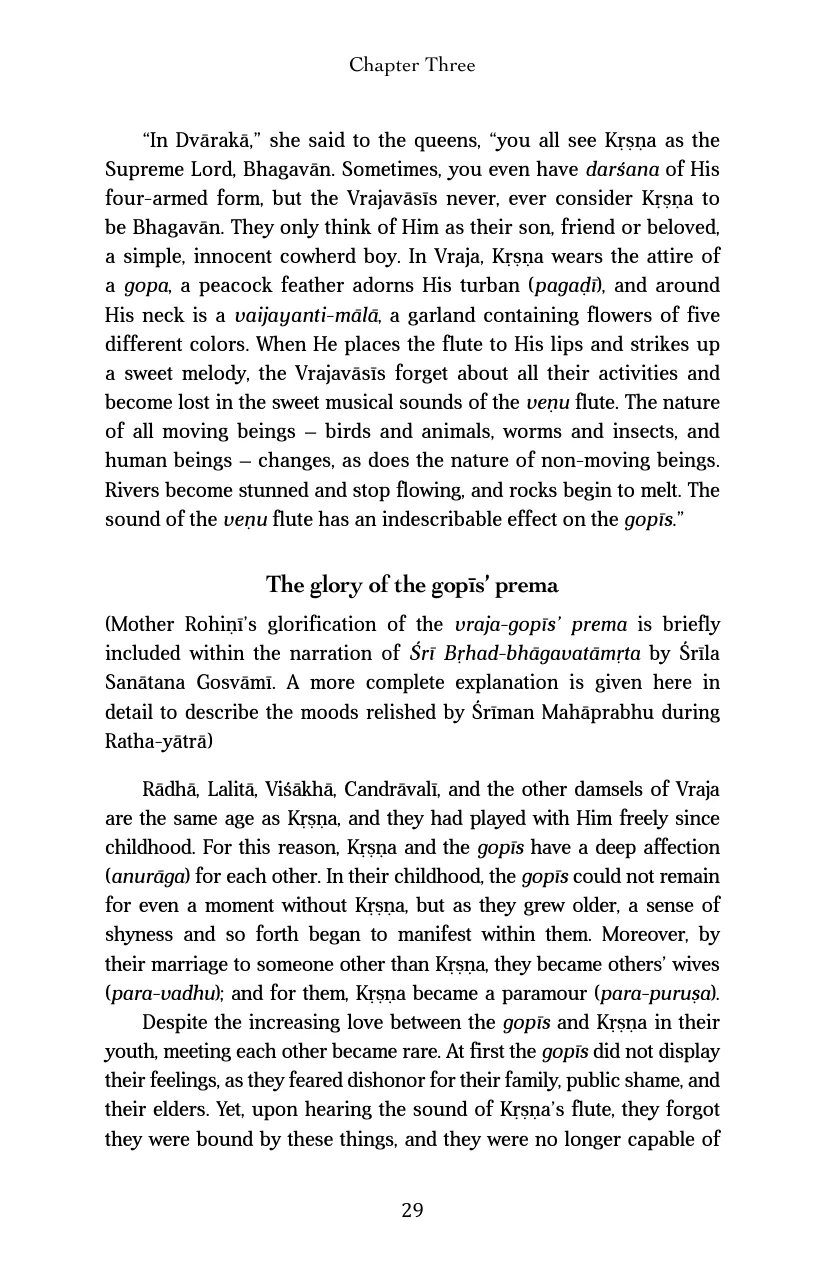 Chapter Three
“In Dvārakā,” she said to the queens, “you all see Kṛṣṇa as the
Supreme Lord, Bhagavān. Sometimes, you even have darśana of His
four-armed form, but the Vrajavāsīs never, ever consider Kṛṣṇa to
be Bhagavān. They only think of Him as their son, friend or beloved,
a simple, innocent cowherd boy. In Vraja, Kṛṣṇa wears the attire of
a gopa, a peacock feather adorns His turban (pagaḍī), and around
His neck is a vaijayanti-mālā, a garland containing flowers of five
different colors. When He places the flute to His lips and strikes up
a sweet melody, the Vrajavāsīs forget about all their activities and
become lost in the sweet musical sounds of the veṇu flute. The nature
of all moving beings – birds and animals, worms and insects, and
human beings – changes, as does the nature of non-moving beings.
Rivers become stunned and stop flowing, and rocks begin to melt. The
sound of the veṇu flute has an indescribable effect on the gopīs.”
The glory of the gopīs’ prema
(Mother Rohiṇī’s glorification of the vraja-gopīs’ prema is briefly
included within the narration of Śrī Bṛhad-bhāgavatāmṛta by Śrīla
Sanātana Gosvāmī. A more complete explanation is given here in
detail to describe the moods relished by Śrīman Mahāprabhu during
Ratha-yātrā)
Rādhā, Lalitā, Viśākhā, Candrāvalī, and the other damsels of Vraja
are the same age as Kṛṣṇa, and they had played with Him freely since
childhood. For this reason, Kṛṣṇa and the gopīs have a deep affection
(anurāga) for each other. In their childhood, the gopīs could not remain
for even a moment without Kṛṣṇa, but as they grew older, a sense of
shyness and so forth began to manifest within them. Moreover, by
their marriage to someone other than Kṛṣṇa, they became others’ wives
(para-vadhu); and for them, Kṛṣṇa became a paramour (para-puruṣa).
Despite the increasing love between the gopīs and Kṛṣṇa in their
youth, meeting each other became rare. At first the gopīs did not display
their feelings, as they feared dishonor for their family, public shame, and
their elders. Yet, upon hearing the sound of Kṛṣṇa’s flute, they forgot
they were bound by these things, and they were no longer capable of
29